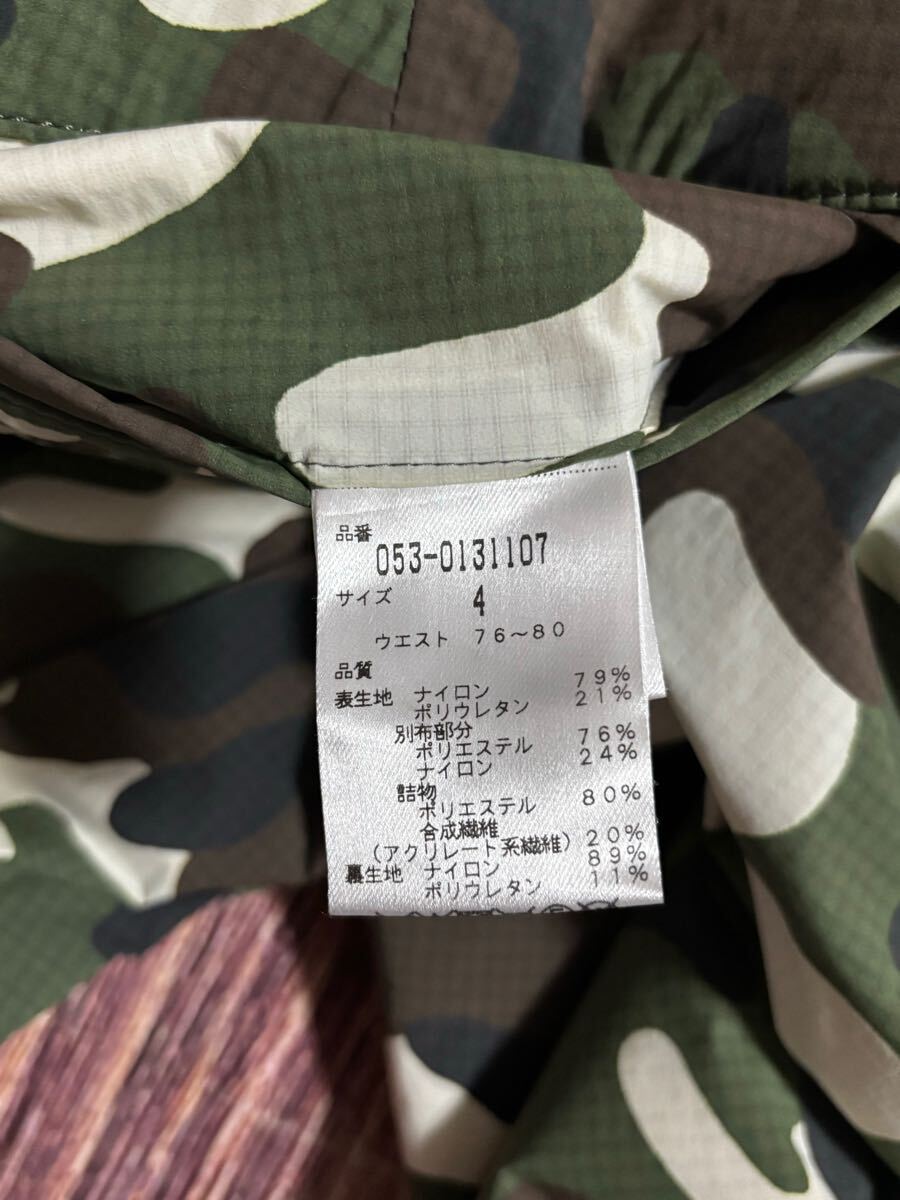 品番
053-0131107
サイズ 4
ウエスト 76~80
品質
表生地 ナイロン 79%
ポリウレタン 21%
別布部分
ポリエステル 76%
ナイロン 24%
詰物
ポリエステル 80%
合成繊維
(アクリレート系繊維) 20%
裏生地 ナイロン 89%
ポリウレタン 11%